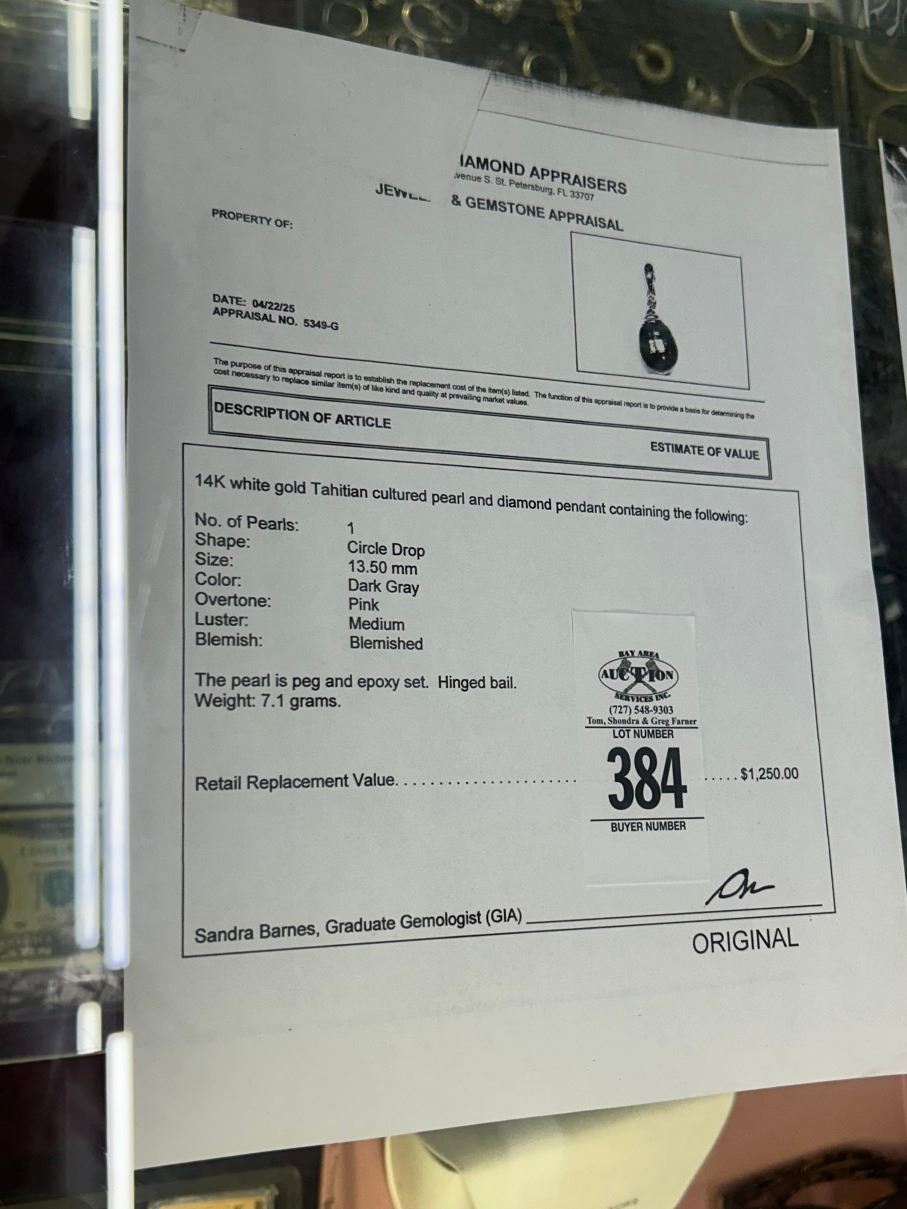 IAMOND APPRAISERS
venue S. St. Petersburg, FL 33707
& GEMSTONE APPRAISAL
PROPERTY OF:
DATE: 04/22/25
APPRAISAL NO. 5349-G
The purpose of this appraisal report is to establish the replacement cost of the item(s) listed. The function of this appraisal report is to provide a basis for determining the
cost necessary to replace similar item(s) of like kind and quality at prevailing market values.
DESCRIPTION OF ARTICLE
ESTIMATE OF VALUE
14K white gold Tahitian cultured pearl and diamond pendant containing the following:
No. of Pearls: 1
Shape: Circle Drop
Size: 13.50 mm
Color: Dark Gray
Overtone: Pink
Luster: Medium
Blemish: Blemished
The pearl is peg and epoxy set. Hinged bail.
Weight: 7.1 grams.
BAY AREA
AUCTION
SERVICES INC.
(727) 548-9303
Tom, Shondra & Greg Farner
LOT NUMBER
384
BUYER NUMBER
Retail Replacement Value. . . . . . . . . . . . . . . . . . . . . . . . . $1,250.00
Sandra Barnes, Graduate Gemologist (GIA)
ORIGINAL